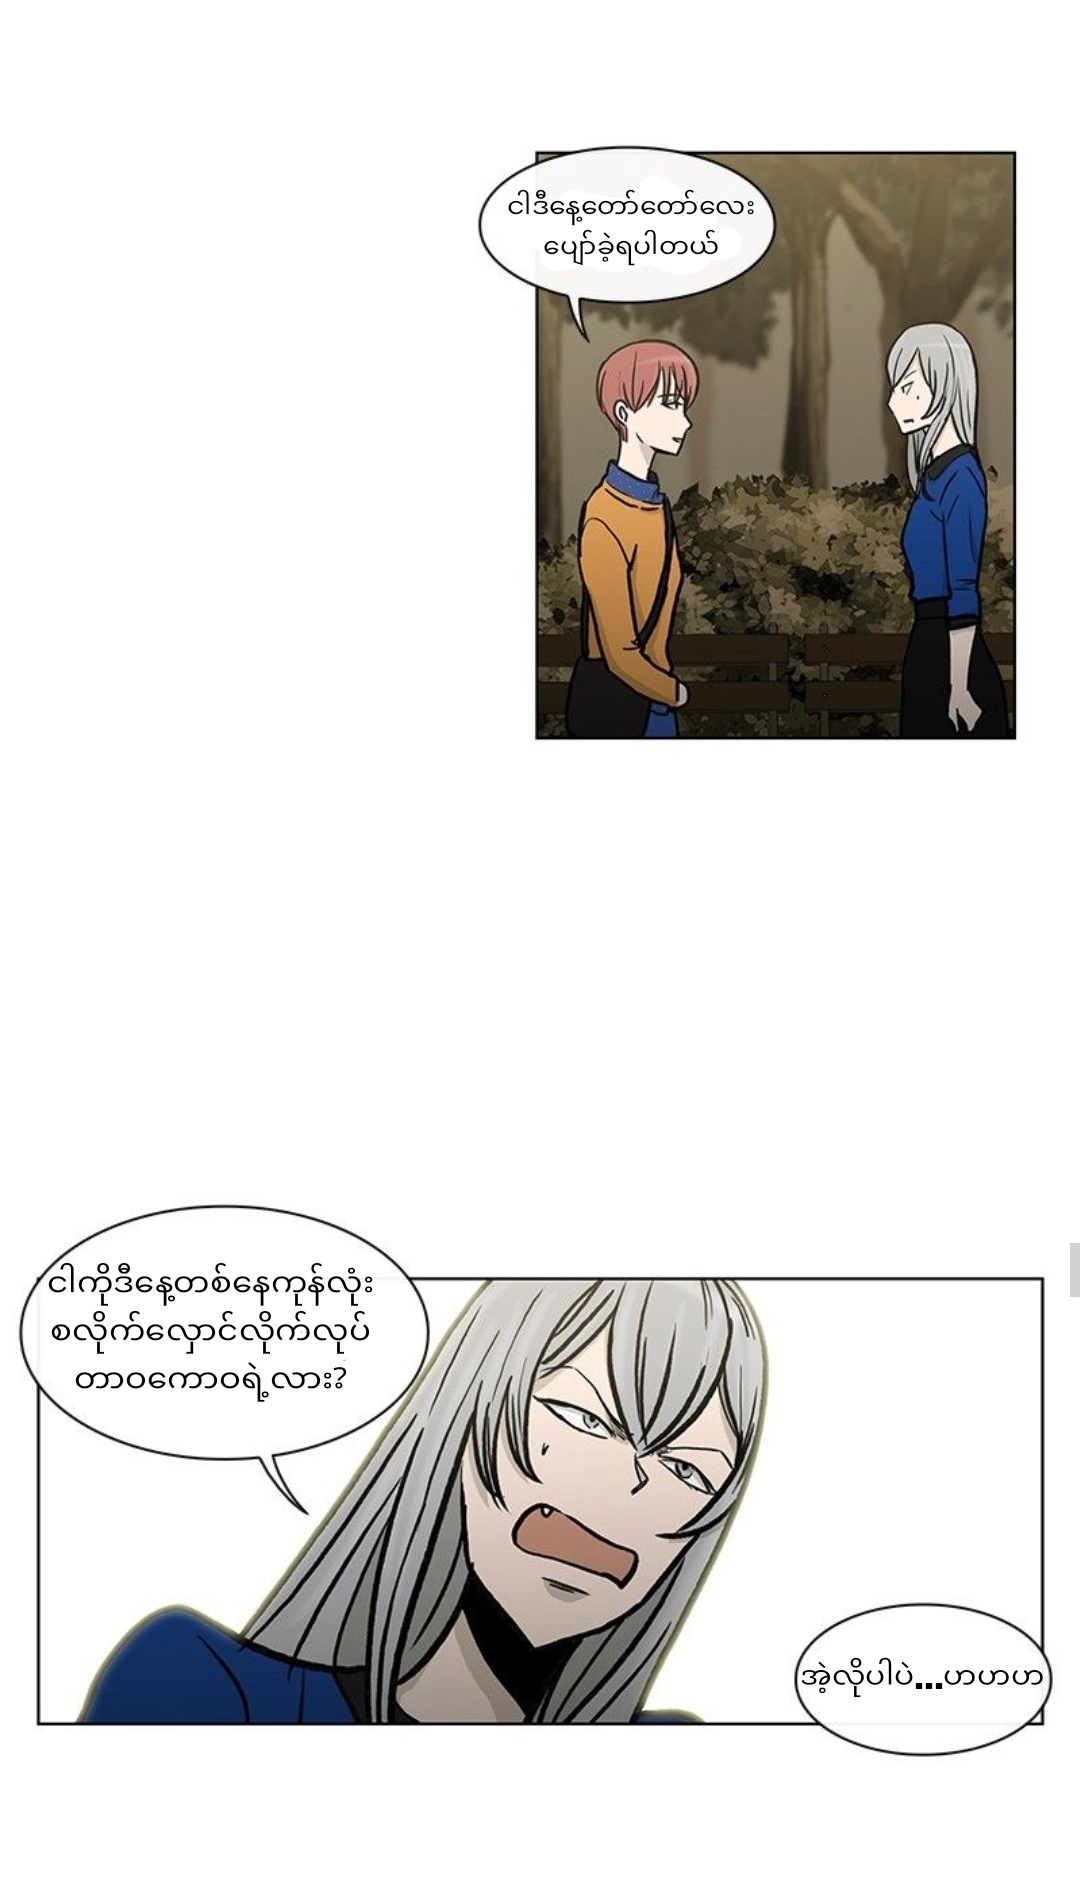 ငါဒီနေ့တော်တော်လေး
ပျော်ခဲ့ရပါတယ်
ငါကိုဒီနေ့တစ်နေကုန်လုံး
စလိုက်လှောင်လိုက်လုပ်
တာဝကောဝရဲ့လား?
အဲ့လိုပါပဲ...ဟာဟာဟာ